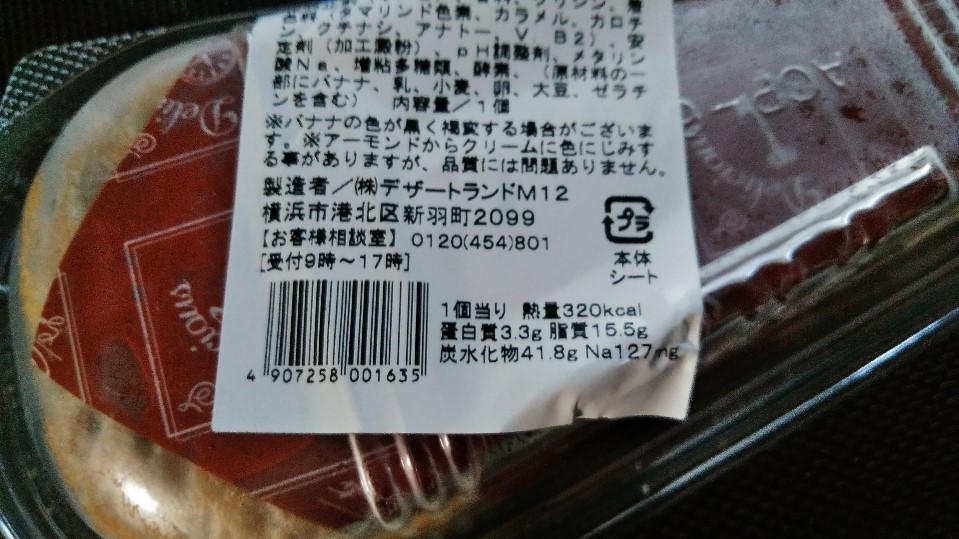 色料（タマリンド色素、カラメル、カロチ
ン、クチナシ、アナトー、V．B2）、安
定剤（加工澱粉）、pH調整剤、メタリン
酸Na、増粘多糖類、酵素、（原材料の一
部にバナナ、乳、小麦、卵、大豆、ゼラチ
ンを含む）　内容量／1個
※バナナの色が黒く褐変する場合がございま
す。※アーモンドからクリームに色にじみす
る事がありますが、品質には問題ありません。
製造者／㈱デザートランドM12
横浜市港北区新羽町2099
【お客様相談室】0120(454)801
[受付9時〜17時]
プラ
本体
シート
1個当り 熱量320kcal
蛋白質3.3g 脂質15.5g
炭水化物41.8g Na127mg
4 907258 001635
Deli